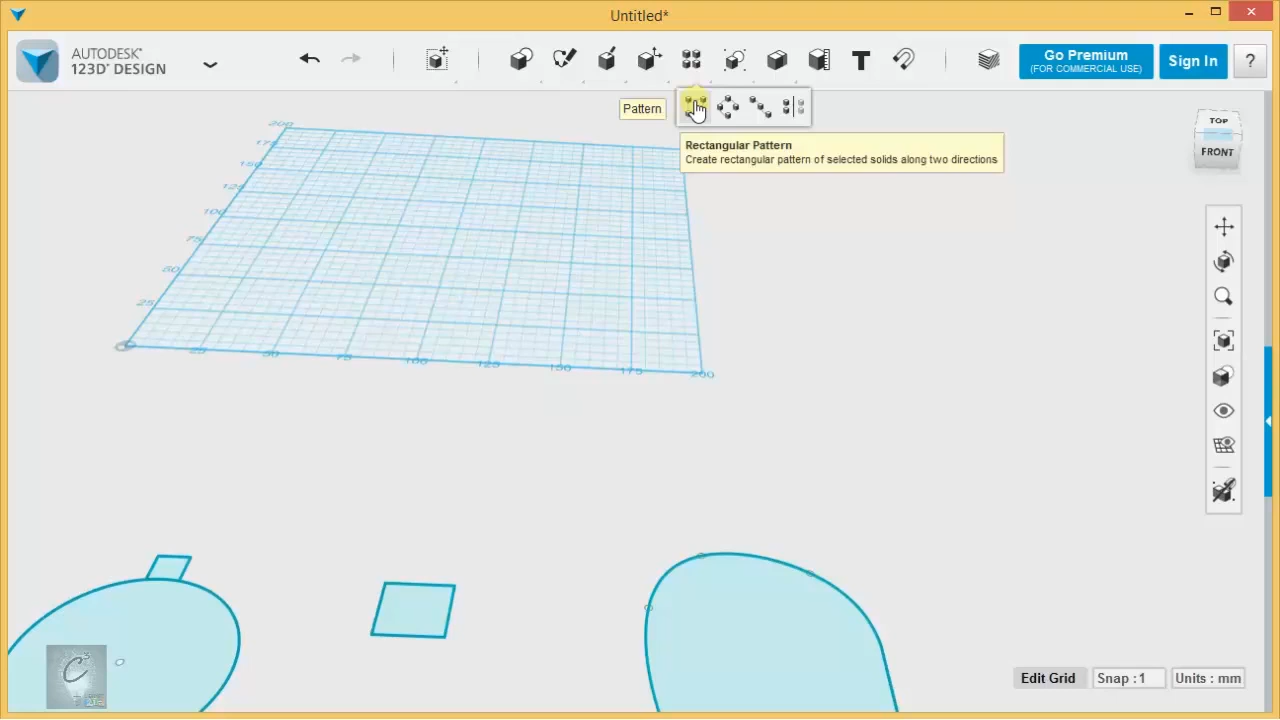 Untitled*
AUTODESK®
123D® DESIGN
Go Premium
(FOR COMMERCIAL USE)
Sign In
?
T
Pattern
Rectangular Pattern
Create rectangular pattern of selected solids along two directions
TOP
FRONT
200
175
150
125
100
75
50
25
25
50
75
100
125
150
175
200
Edit Grid
Snap : 1
Units : mm